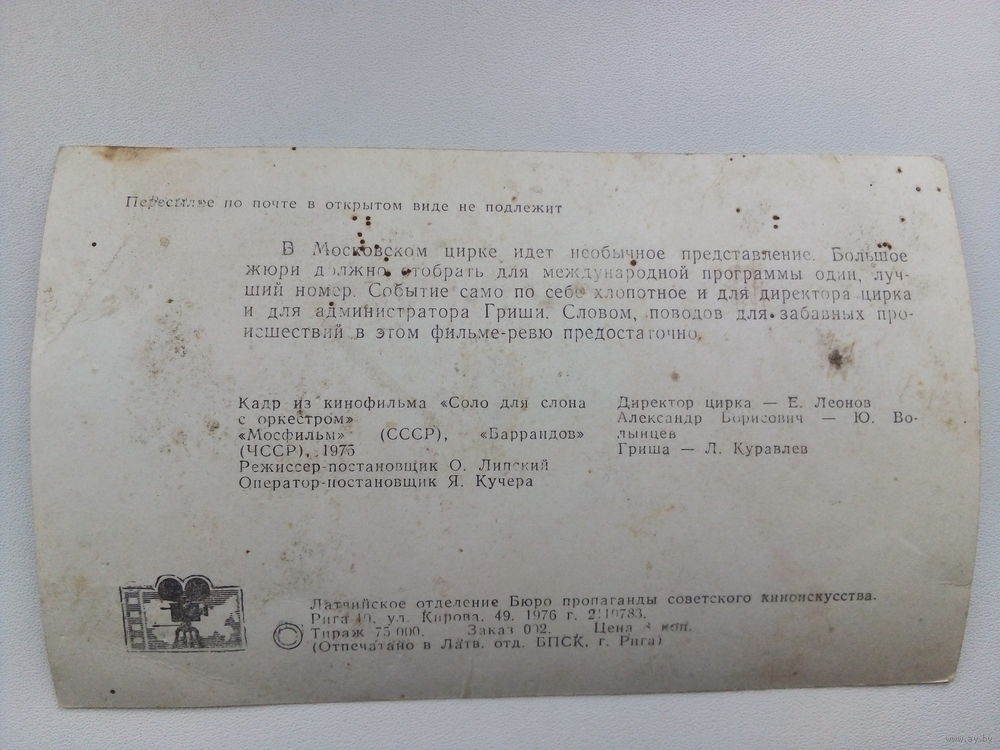 Пересылке по почте в открытом виде не подлежит
В Московском цирке идет необычное представление. Большое
жюри должно отобрать для международной программы один, луч-
ший номер. Событие само по себе хлопотное и для директора цирка
и для администратора Гриши. Словом, поводов для забавных про-
исшествий в этом фильме-ревю предостаточно.
Кадр из кинофильма «Соло для слона
с оркестром»
«Мосфильм» (СССР), «Баррандов»
(ЧССР), 1975
Режиссер-постановщик О. Липский
Оператор-постановщик Я. Кучера
Директор цирка — Е. Леонов
Александр Борисович — Ю. Во-
лынцев
Гриша — Л. Куравлев
Латвийское отделение Бюро пропаганды советского киноискусства.
Рига ул. Кирова, 49. 1976 г.
© Тираж 75 000. Заказ Цена коп.
(Отпечатано в Латв. отд. БПСК, г. Рига)
www.ay.by